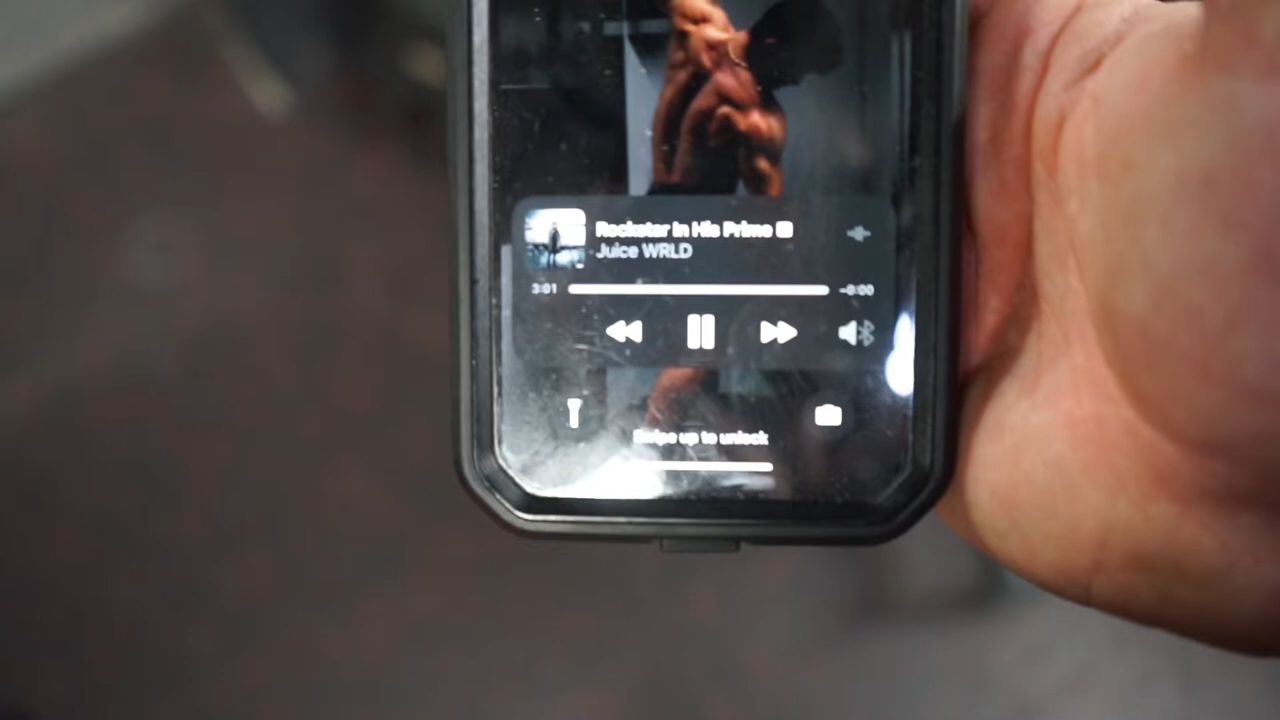 Rockstar In His Prime 🅴
Juice WRLD
3:01 -0:00
Swipe up to unlock